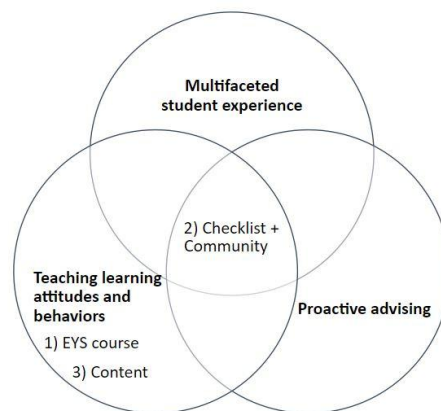 Multifaceted
student experience
2) Checklist +
Community
Teaching learning
attitudes and
behaviors
1) EYS course
3) Content
Proactive advising